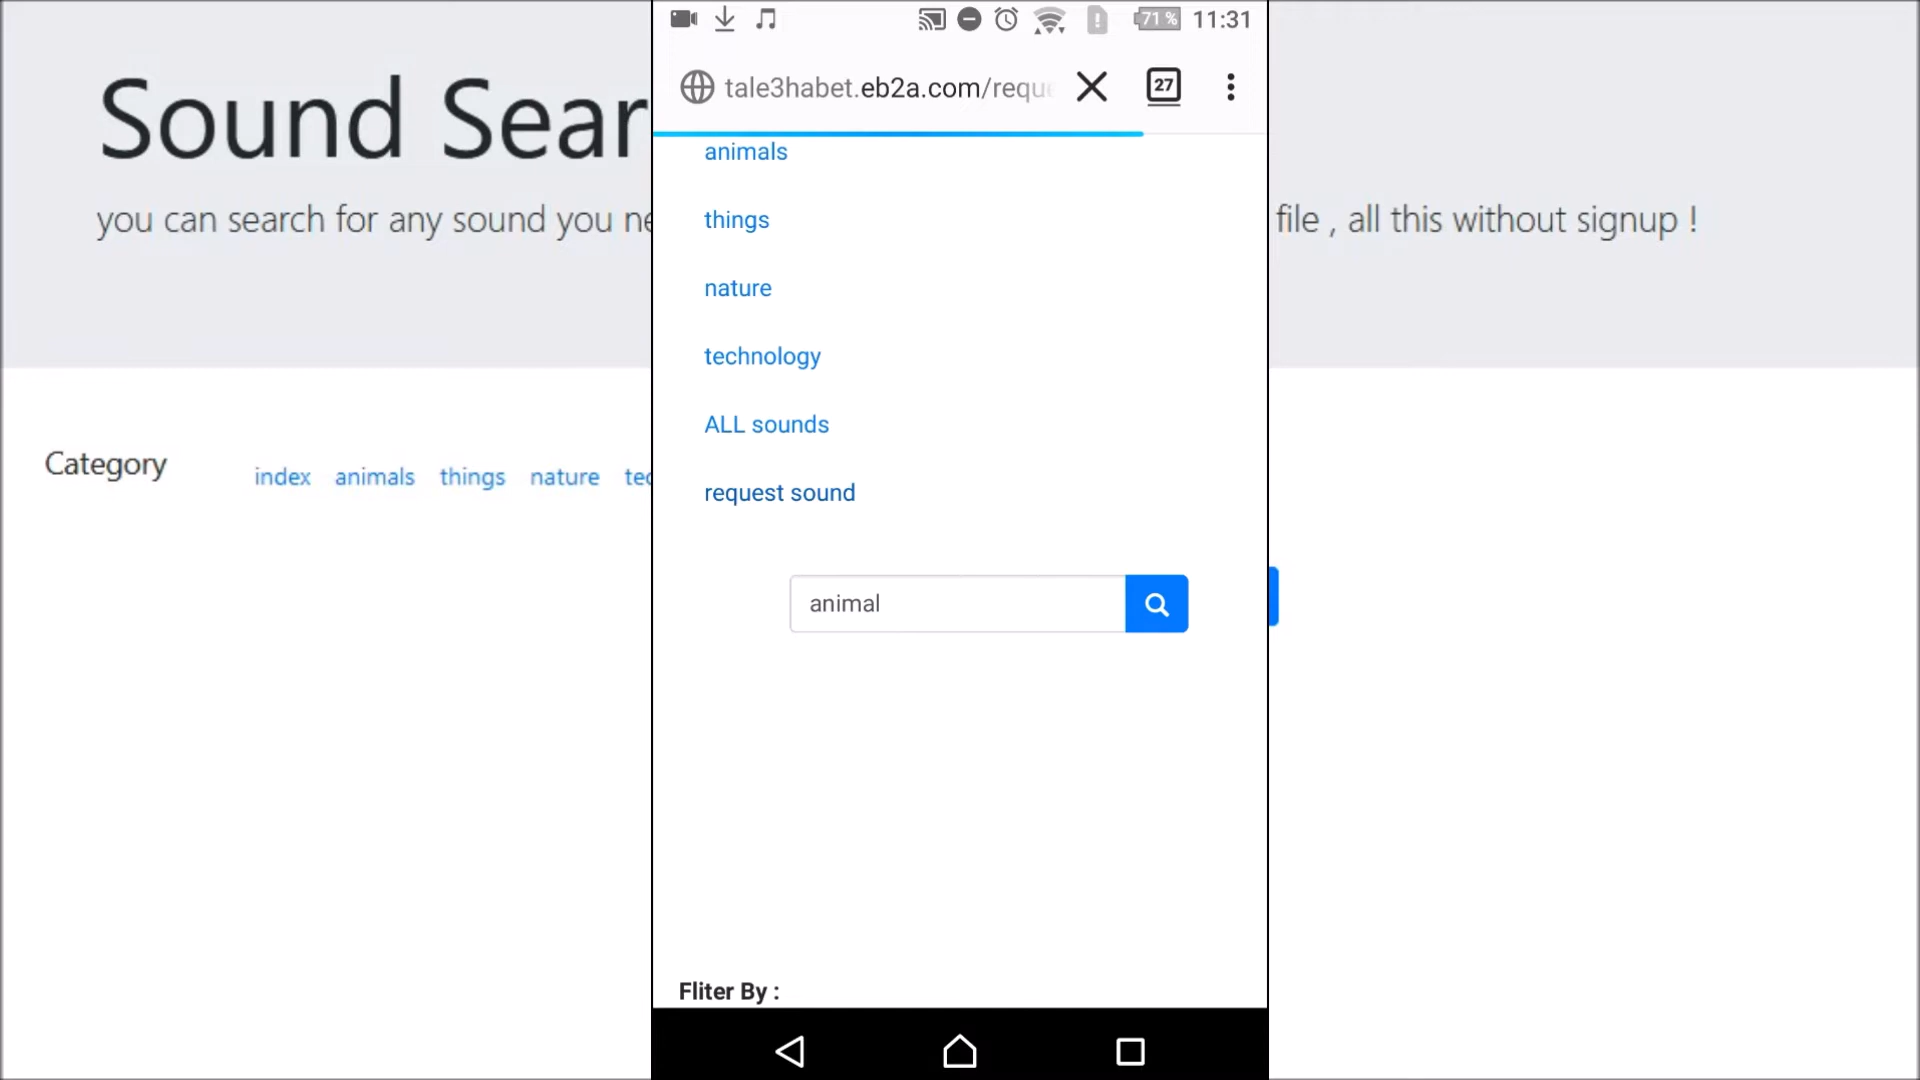 Sound Sear
you can search for any sound you ne
file , all this without signup !
Category
index animals things nature tec
71 % 11:31
tale3habet.eb2a.com/reque
27
animals
things
nature
technology
ALL sounds
request sound
animal
Fliter By :